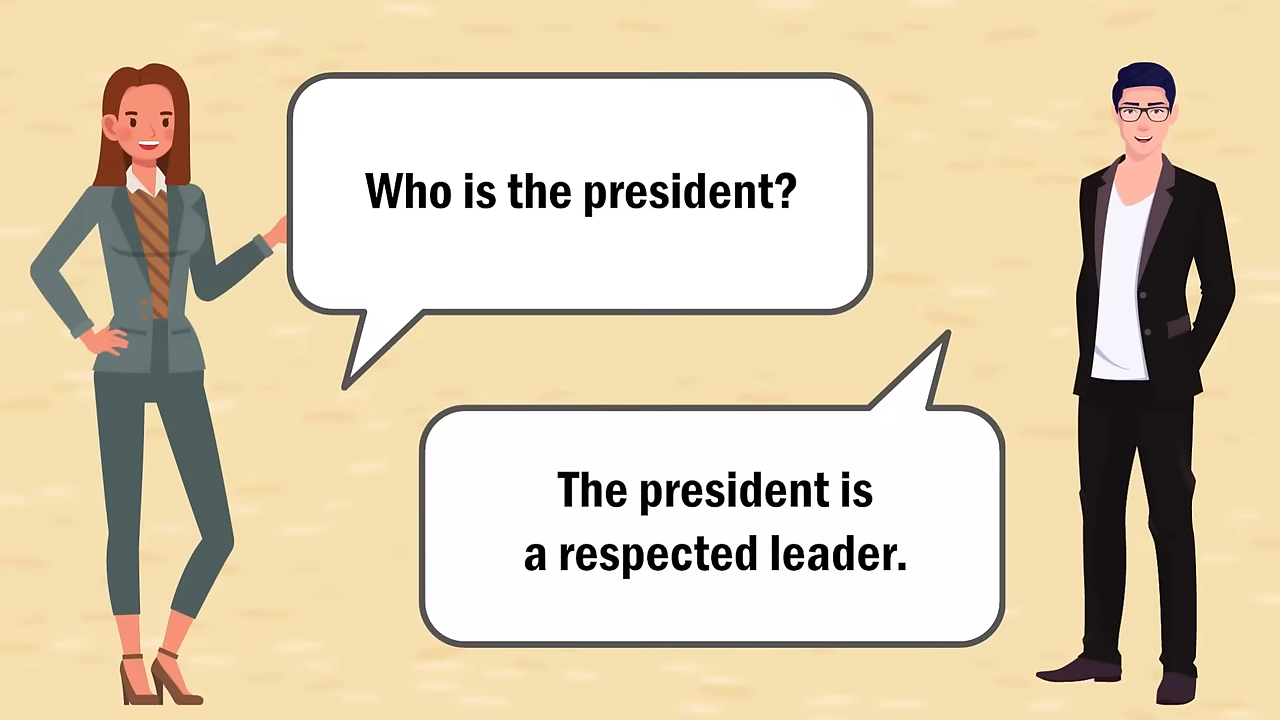 Who is the president?
The president is
a respected leader.